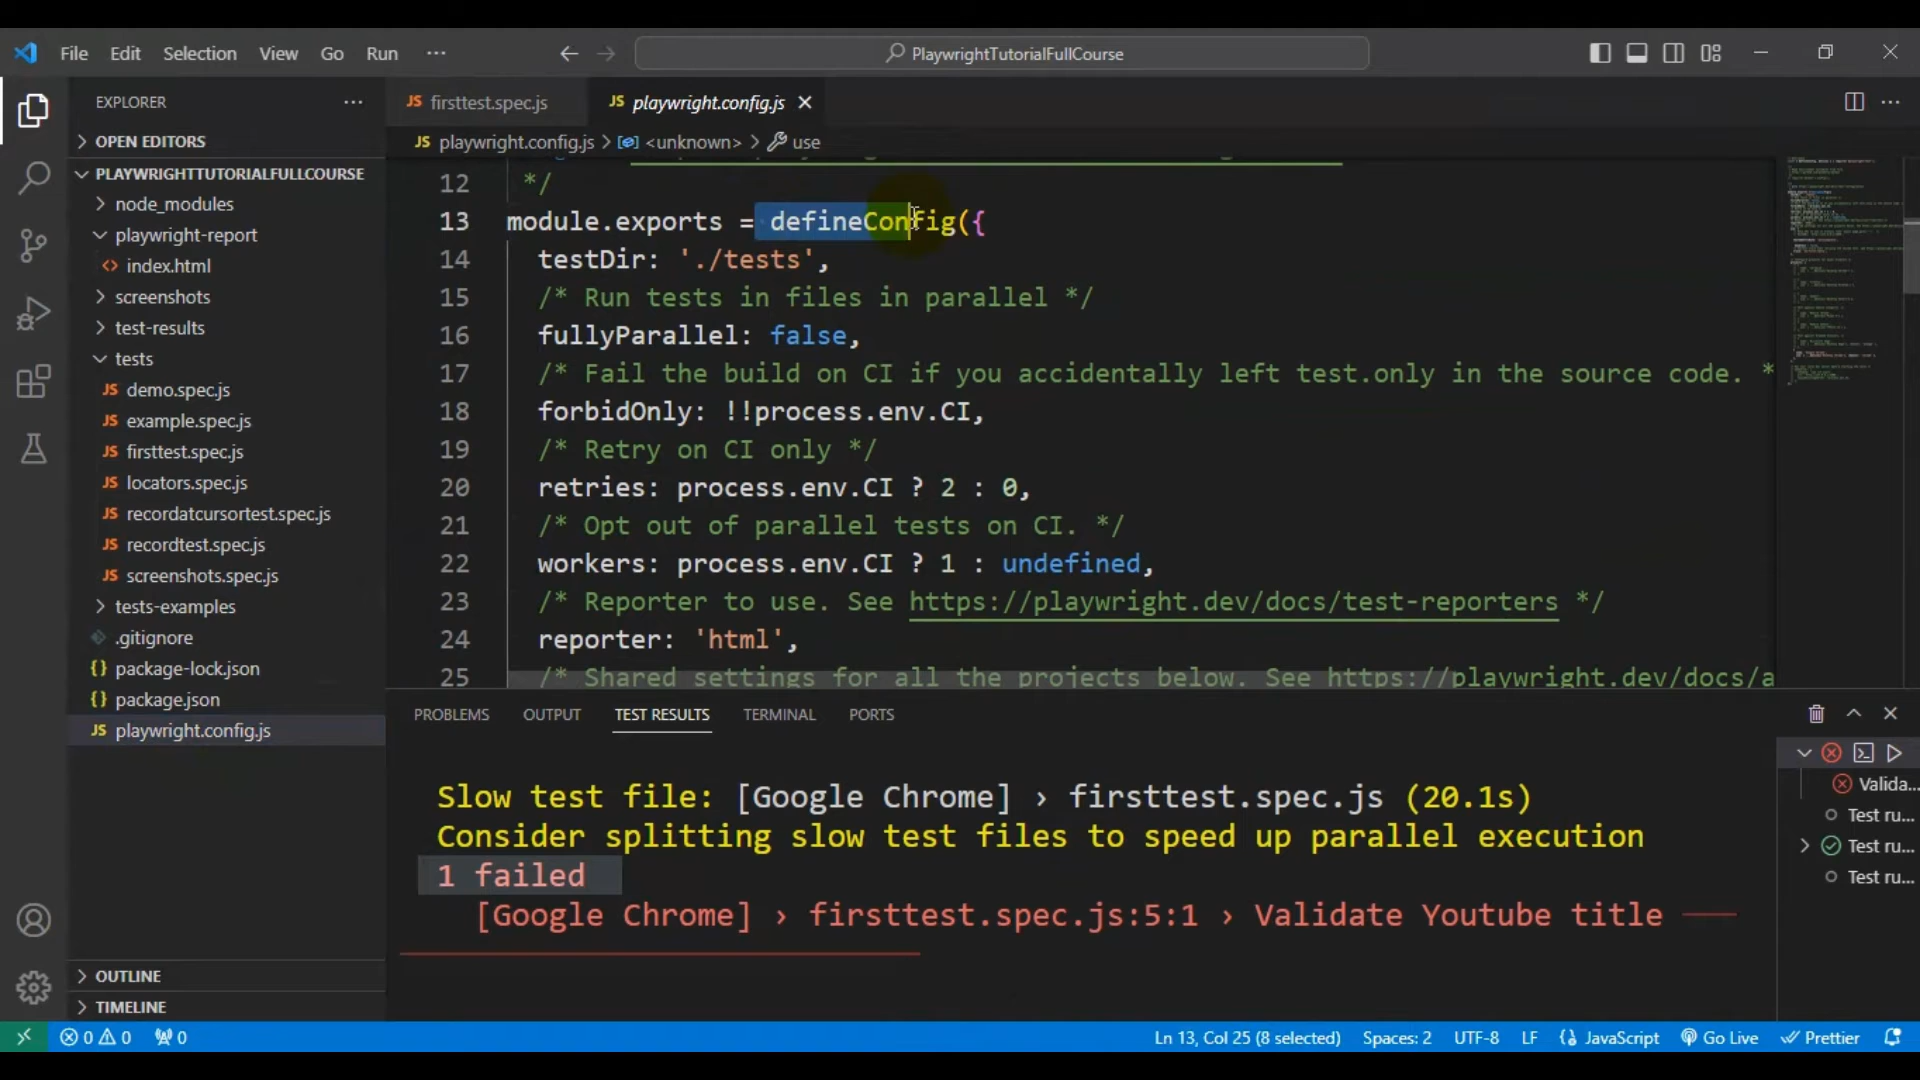 File Edit Selection View Go Run ··· PlaywrightTutorialFullCourse
EXPLORER ···
OPEN EDITORS
PLAYWRIGHTTUTORIALFULLCOURSE
node_modules
playwright-report
index.html
screenshots
test-results
tests
JS demo.spec.js
JS example.spec.js
JS firsttest.spec.js
JS locators.spec.js
JS recordatcursortest.spec.js
JS recordtest.spec.js
JS screenshots.spec.js
tests-examples
.gitignore
{} package-lock.json
{} package.json
JS playwright.config.js
OUTLINE
TIMELINE
JS firsttest.spec.js JS playwright.config.js
JS playwright.config.js > <unknown> > use
12 */
13 module.exports = defineConfig({
14 testDir: './tests',
15 /* Run tests in files in parallel */
16 fullyParallel: false,
17 /* Fail the build on CI if you accidentally left test.only in the source code. *
18 forbidOnly: !!process.env.CI,
19 /* Retry on CI only */
20 retries: process.env.CI ? 2 : 0,
21 /* Opt out of parallel tests on CI. */
22 workers: process.env.CI ? 1 : undefined,
23 /* Reporter to use. See https://playwright.dev/docs/test-reporters */
24 reporter: 'html',
25 /* Shared settings for all the projects below. See https://playwright.dev/docs/a
PROBLEMS OUTPUT TEST RESULTS TERMINAL PORTS
Slow test file: [Google Chrome] › firsttest.spec.js (20.1s)
Consider splitting slow test files to speed up parallel execution
1 failed
[Google Chrome] › firsttest.spec.js:5:1 › Validate Youtube title
Valida...
Test ru...
Test ru...
Test ru...
0 0 0 Ln 13, Col 25 (8 selected) Spaces: 2 UTF-8 LF {} JavaScript Go Live Prettier